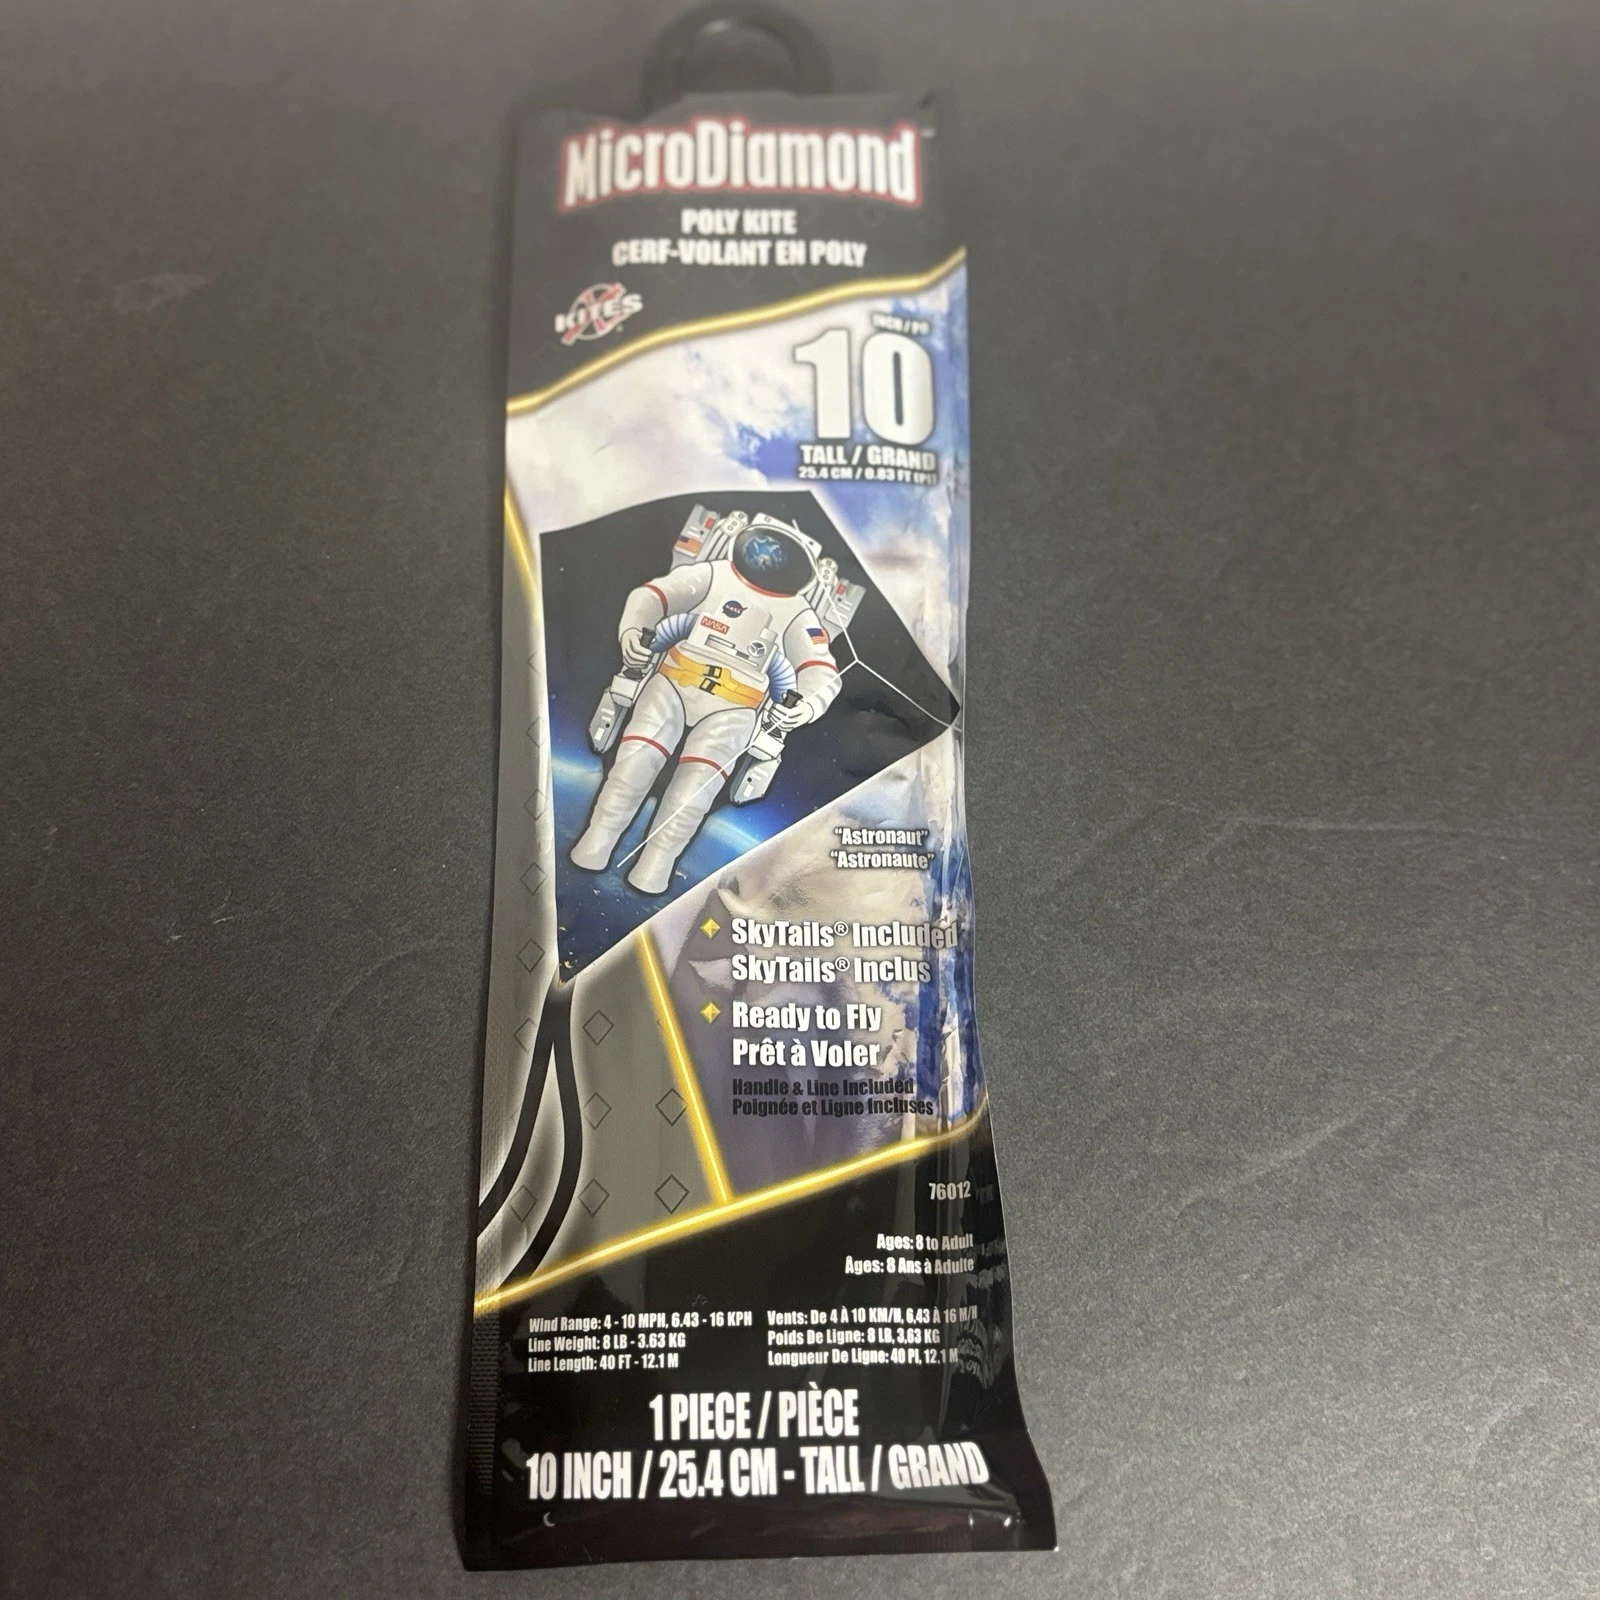 MicroDiamond™
POLY KITE
CERF-VOLANT EN POLY
KITES
INCH / PO
10
TALL / GRAND
25.4 CM / 0.83 FT (PI)
NASA
NASA
"Astronaut"
"Astronaute"
SkyTails® Included
SkyTails® Inclus
Ready to Fly
Prêt à Voler
Handle & Line Included
Poignée et Ligne Incluses
76012
Ages: 8 to Adult
Âges: 8 Ans à Adulte
Wind Range: 4 - 10 MPH, 6.43 - 16 KPH
Line Weight: 8 LB - 3.63 KG
Line Length: 40 FT - 12.1 M
Vents: De 4 À 10 KM/H, 6,43 À 16 M/H
Poids De Ligne: 8 LB, 3,63 KG
Longueur De Ligne: 40 PI, 12,1 M
1 PIECE / PIÈCE
10 INCH / 25.4 CM - TALL / GRAND